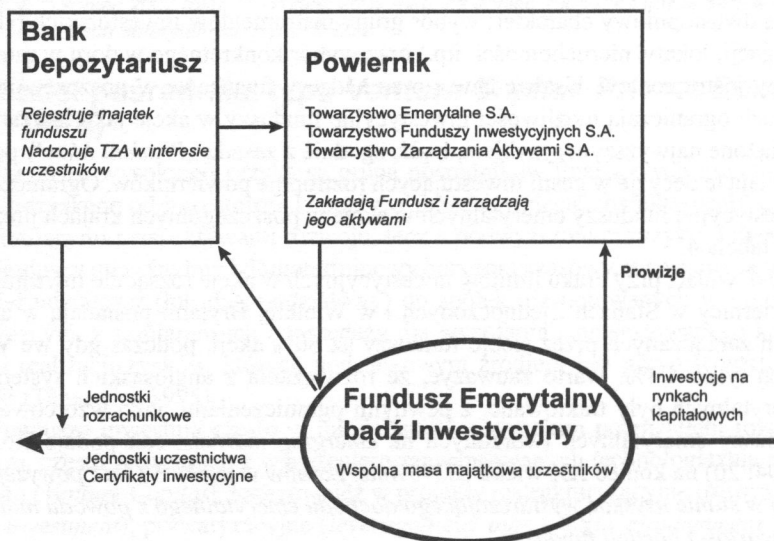 Bank
Depozytariusz
Rejestruje majątek
funduszu
Nadzoruje TZA w interesie
uczestników
Powiernik
Towarzystwo Emerytalne S.A.
Towarzystwo Funduszy Inwestycyjnych S.A.
Towarzystwo Zarządzania Aktywami S.A.
Zakładają Fundusz i zarządzają
jego aktywami
Prowizje
Jednostki
Jednostki uczestnictwa
Certyfikaty inwestycyjne
Fundusz Emerytalny
bądź Inwestycyjny
Wspólna masa majątkowa uczestników
Inwestycje na
rynkach
kapitałowych